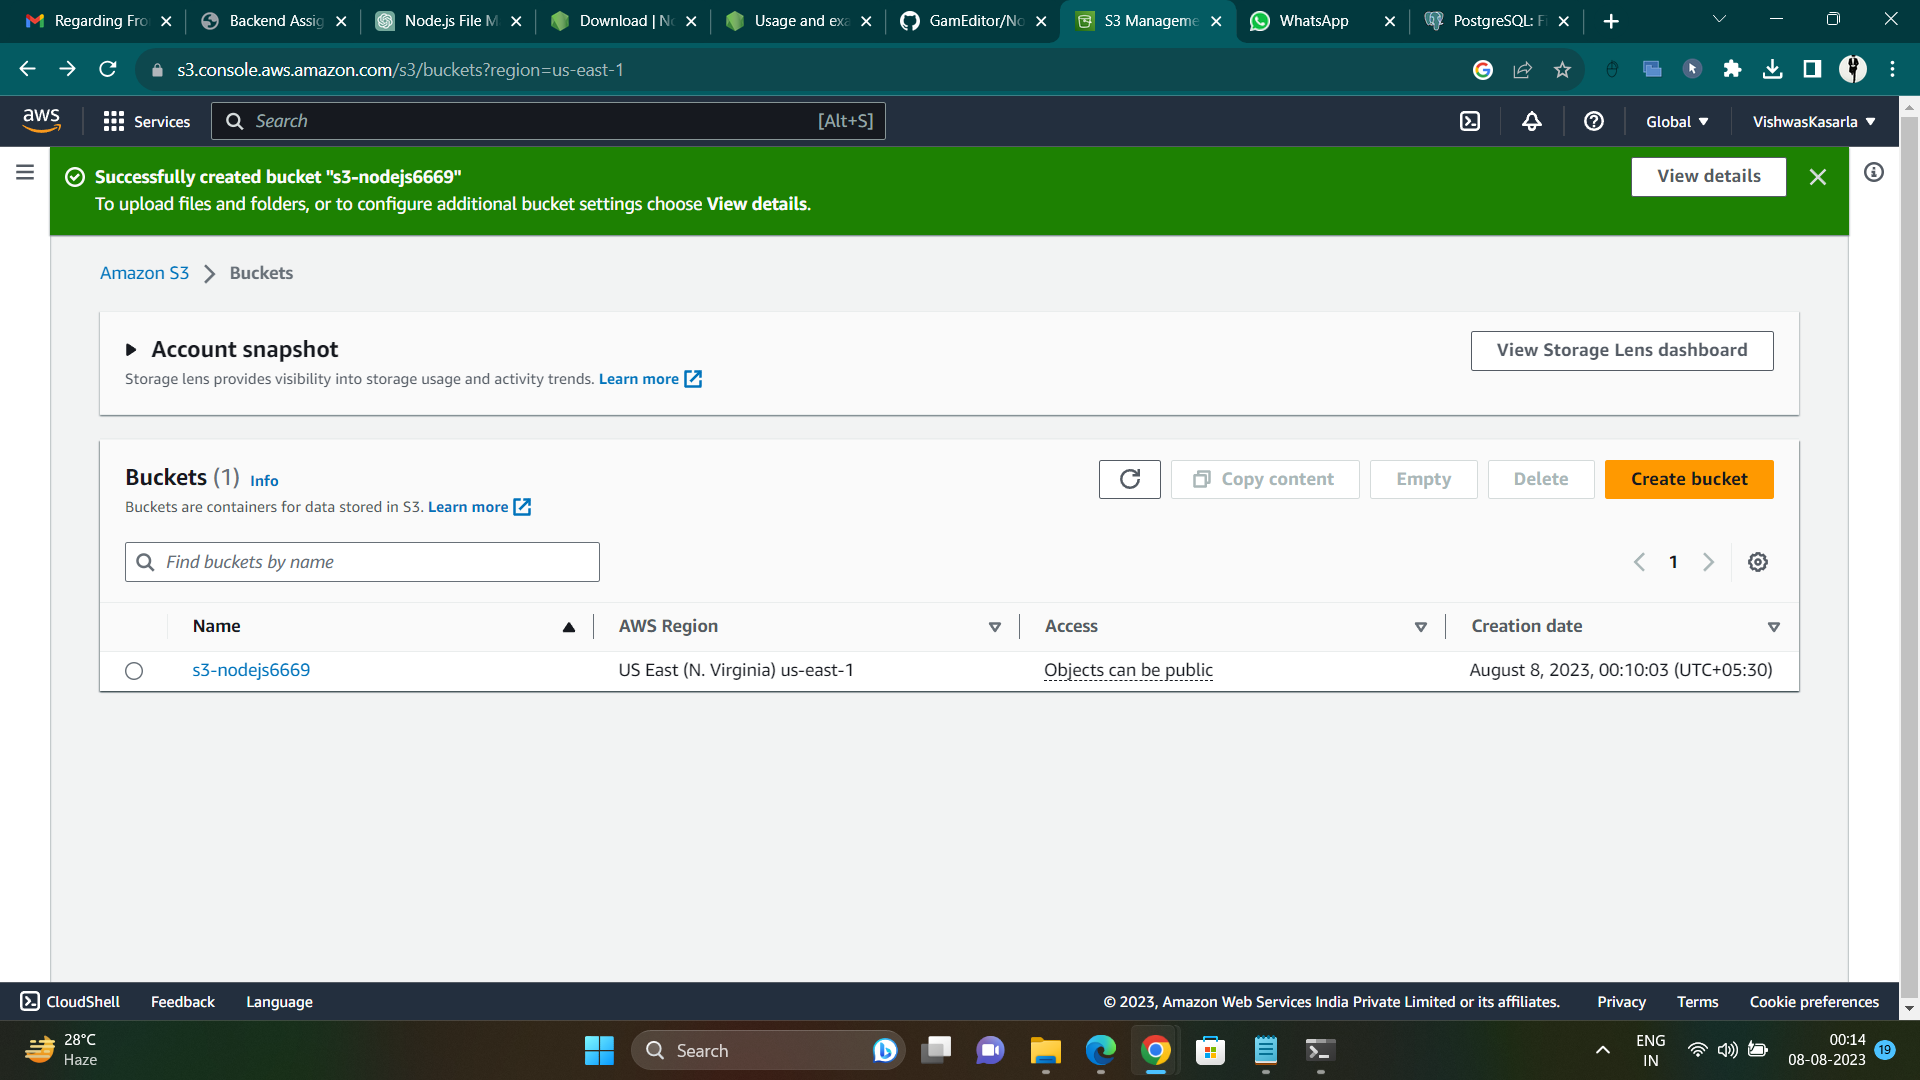 Regarding Fro
Backend Assig
Node.js File M
Download | No
Usage and exa
GamEditor/No
S3 Manageme
WhatsApp
PostgreSQL: Fi
s3.console.aws.amazon.com/s3/buckets?region=us-east-1
aws
Services
Search
[Alt+S]
Global
VishwasKasarla
Successfully created bucket "s3-nodejs6669"
To upload files and folders, or to configure additional bucket settings choose View details.
View details
Amazon S3
Buckets
Account snapshot
Storage lens provides visibility into storage usage and activity trends. Learn more
View Storage Lens dashboard
Buckets (1) Info
Buckets are containers for data stored in S3. Learn more
Copy content
Empty
Delete
Create bucket
Find buckets by name
1
Name
AWS Region
Access
Creation date
s3-nodejs6669
US East (N. Virginia) us-east-1
Objects can be public
August 8, 2023, 00:10:03 (UTC+05:30)
CloudShell
Feedback
Language
© 2023, Amazon Web Services India Private Limited or its affiliates.
Privacy
Terms
Cookie preferences
28°C
Haze
Search
ENG
IN
00:14
08-08-2023
19